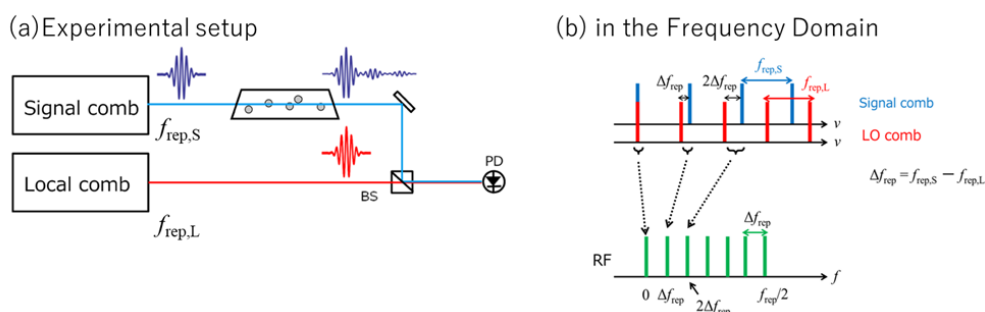 (a)Experimental setup
Signal comb
f_rep,S
Local comb
f_rep,L
BS
PD
(b) in the Frequency Domain
Δf_rep
2Δf_rep
f_rep,S
f_rep,L
Signal comb
ν
LO comb
ν
Δf_rep = f_rep,S − f_rep,L
Δf_rep
RF
f
0 Δf_rep
2Δf_rep
f_rep/2